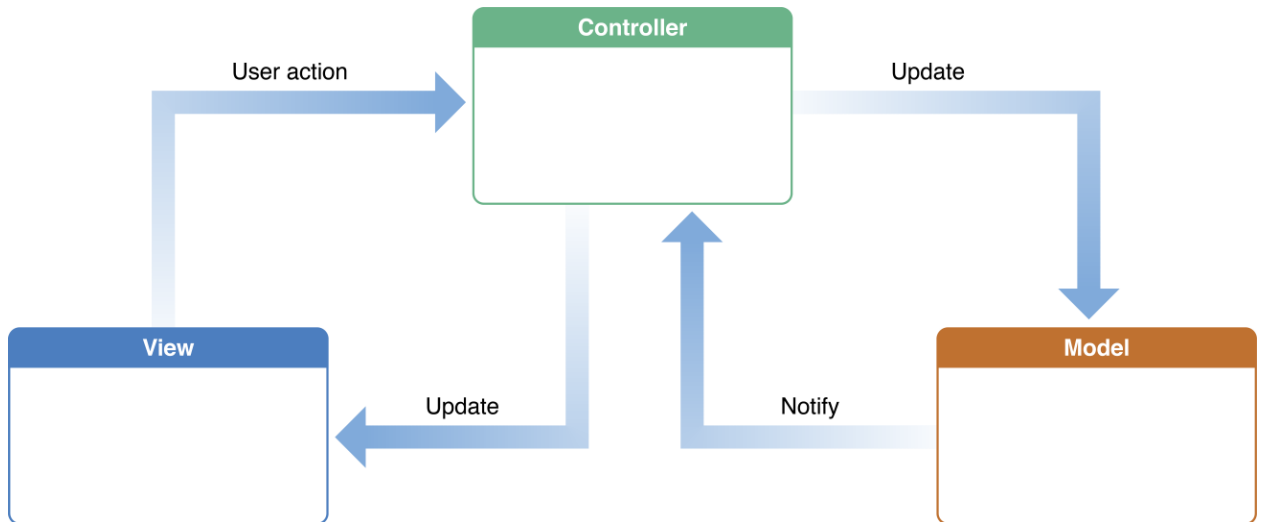 Controller
User action
Update
View
Model
Update
Notify